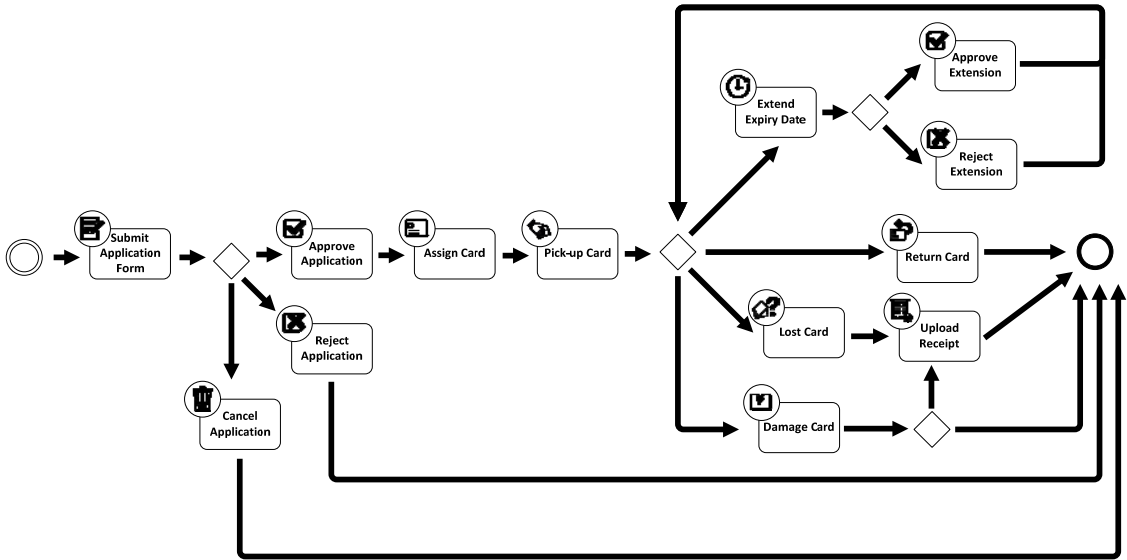 Approve
Extension
Extend
Expiry Date
Reject
Extension
Submit
Application
Form
Approve
Application
Assign Card
Pick-up Card
Return Card
Reject
Application
Lost Card
Upload
Receipt
Cancel
Application
Damage Card